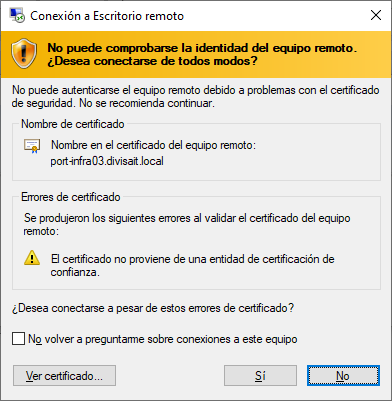 Conexión a Escritorio remoto
No puede comprobarse la identidad del equipo remoto.
¿Desea conectarse de todos modos?
No puede autenticarse el equipo remoto debido a problemas con el certificado
de seguridad. No se recomienda continuar.
Nombre de certificado
Nombre en el certificado del equipo remoto:
port-infra03.divisait.local
Errores de certificado
Se produjeron los siguientes errores al validar el certificado del equipo
remoto:
El certificado no proviene de una entidad de certificación de
confianza.
¿Desea conectarse a pesar de estos errores de certificado?
No volver a preguntarme sobre conexiones a este equipo
Ver certificado...
Sí
No